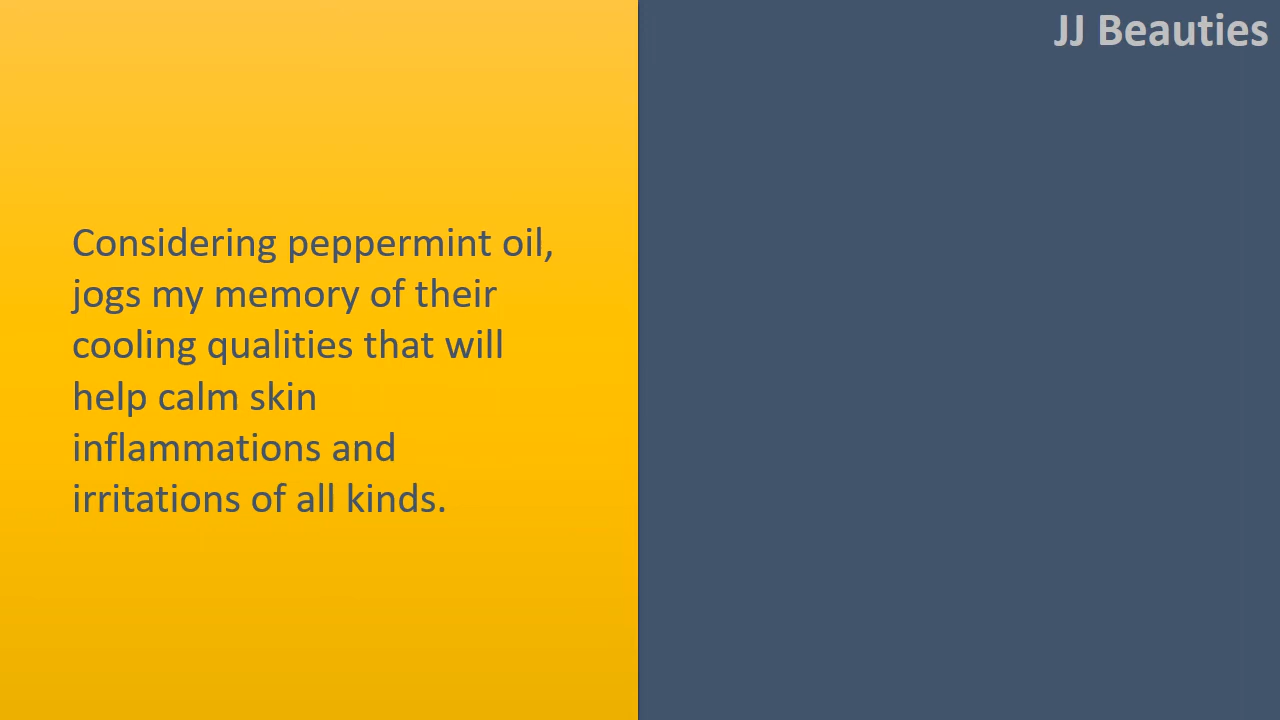 JJ Beauties
Considering peppermint oil,
jogs my memory of their
cooling qualities that will
help calm skin
inflammations and
irritations of all kinds.